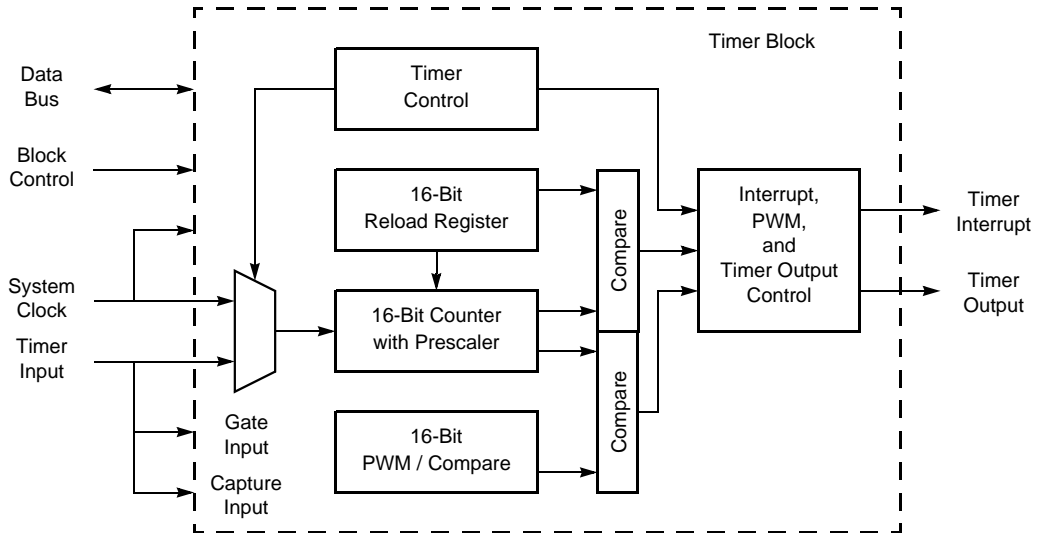 Timer Block
Data
Bus
Timer
Control
Block
Control
16-Bit
Reload Register
Compare
Interrupt,
PWM,
and
Timer Output
Control
Timer
Interrupt
System
Clock
16-Bit Counter
with Prescaler
Timer
Output
Timer
Input
Compare
Gate
Input
16-Bit
PWM / Compare
Capture
Input